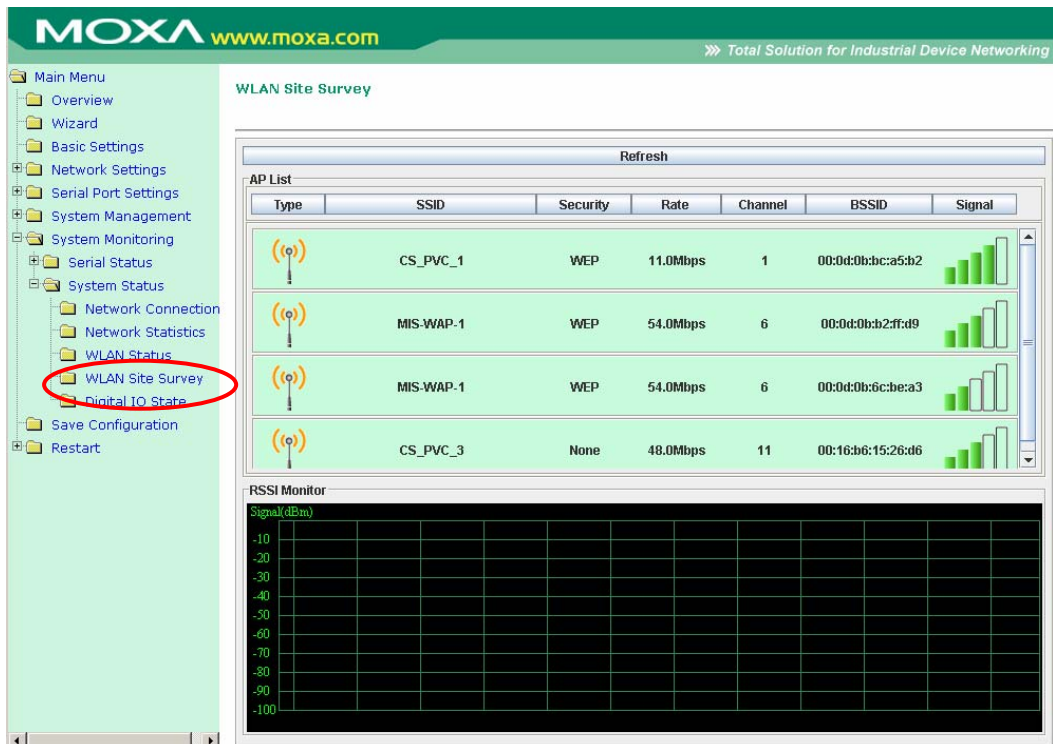 MOXA www.moxa.com
Total Solution for Industrial Device Networking
Main Menu
Overview
Wizard
Basic Settings
Network Settings
Serial Port Settings
System Management
System Monitoring
Serial Status
System Status
Network Connection
Network Statistics
WLAN Status
WLAN Site Survey
Digital IO State
Save Configuration
Restart
WLAN Site Survey
Refresh
AP List
Type SSID Security Rate Channel BSSID Signal
CS_PVC_1 WEP 11.0Mbps 1 00:0d:0b:bc:a5:b2
MIS-WAP-1 WEP 54.0Mbps 6 00:0d:0b:b2:ff:d9
MIS-WAP-1 WEP 54.0Mbps 6 00:0d:0b:6c:be:a3
CS_PVC_3 None 48.0Mbps 11 00:16:b6:15:26:d6
RSSI Monitor
Signal(dBm)
-10
-20
-30
-40
-50
-60
-70
-80
-90
-100